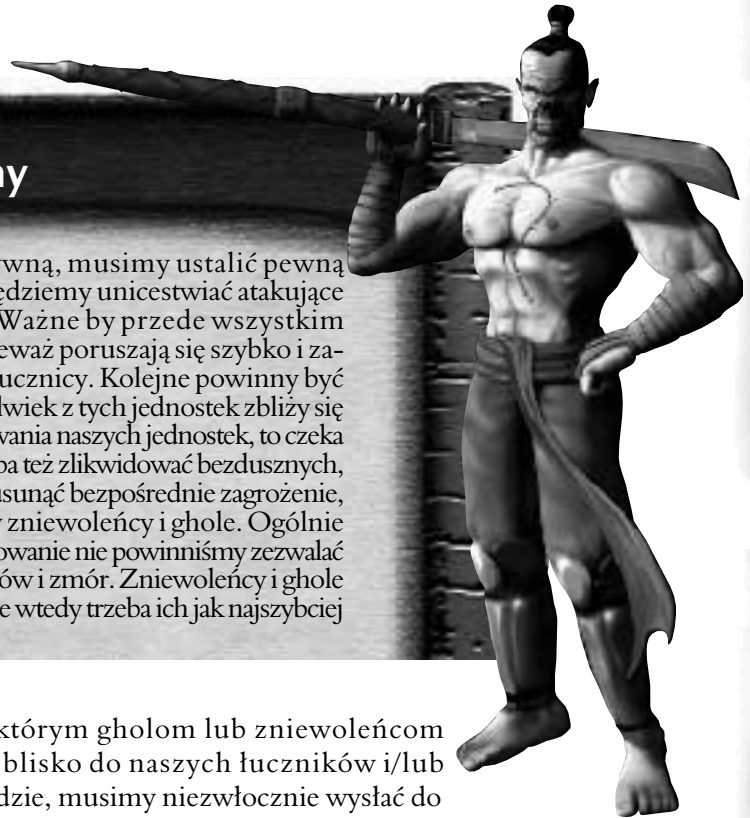 ny
wną, musimy ustalić pewną
ędziemy unicestwiać atakujące
Ważne by przede wszystkim
eważ poruszają się szybko i za-
ucznicy. Kolejne powinny być
lwiek z tych jednostek zbliży się
wania naszych jednostek, to czeka
ba też zlikwidować bezdusznych,
usunąć bezpośrednie zagrożenie,
y zniewoleńcy i ghole. Ogólnie
owanie nie powinniśmy zezwalać
ów i zmór. Zniewoleńcy i ghole
e wtedy trzeba ich jak najszybciej
którym gholom lub zniewoleńcom
blisko do naszych łuczników i/lub
dzie, musimy niezwłocznie wysłać do